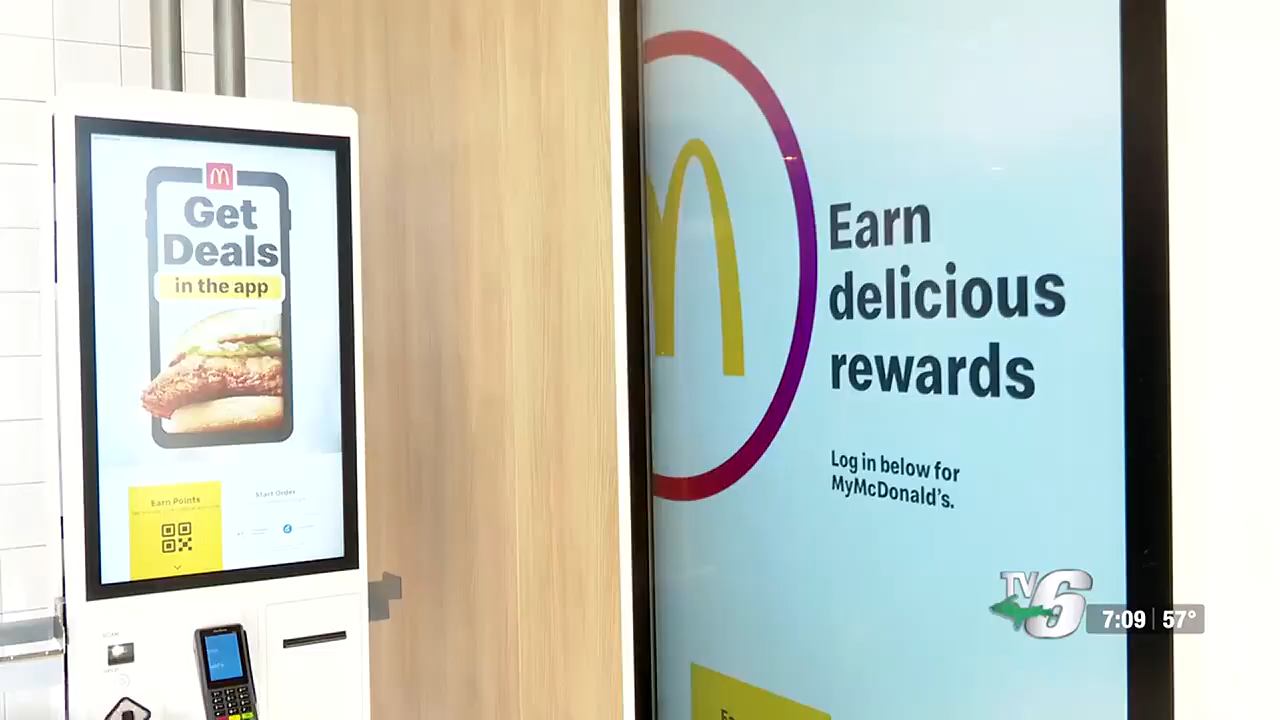 Get
Deals
in the app
Earn Points
Start Order
Earn
delicious
rewards
Log in below for
MyMcDonald's.
TV6
7:09 57°